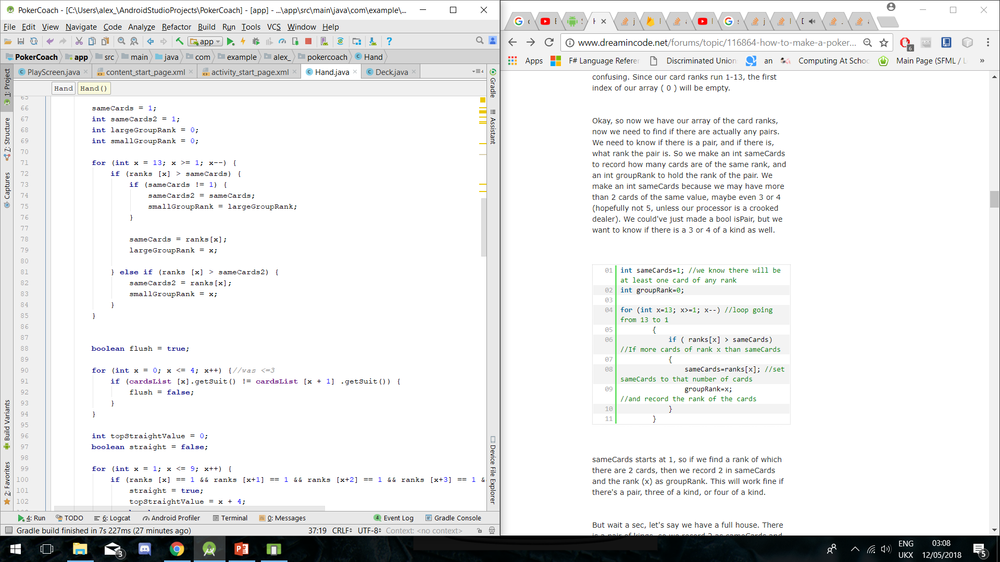 PokerCoach - [C:\Users\alex_\AndroidStudioProjects\PokerCoach] - [app] - ...\app\src\main\java\com\example\...
File Edit View Navigate Code Analyze Refactor Build Run Tools VCS Window Help
app
PokerCoach app src main java com example alex_ pokercoach Hand
PlayScreen.java content_start_page.xml activity_start_page.xml Hand.java Deck.java
Hand Hand()
1: Project
7: Structure
Captures
Build Variants
2: Favorites
65
66 sameCards = 1;
67 int sameCards2 = 1;
68 int largeGroupRank = 0;
69 int smallGroupRank = 0;
70
71 for (int x = 13; x >= 1; x--) {
72 if (ranks [x] > sameCards) {
73 if (sameCards != 1) {
74 sameCards2 = sameCards;
75 smallGroupRank = largeGroupRank;
76 }
77
78 sameCards = ranks[x];
79 largeGroupRank = x;
80
81 } else if (ranks [x] > sameCards2) {
82 sameCards2 = ranks[x];
83 smallGroupRank = x;
84 }
85 }
86
87
88 boolean flush = true;
89
90 for (int x = 0; x <= 4; x++) {//was <=3
91 if (cardsList [x].getSuit() != cardsList [x + 1] .getSuit()) {
92 flush = false;
93 }
94 }
95
96 int topStraightValue = 0;
97 boolean straight = false;
98
99 for (int x = 1; x <= 9; x++) {
100 if (ranks [x] == 1 && ranks [x+1] == 1 && ranks [x+2] == 1 && ranks [x+3] == 1 &
101 straight = true;
102 topStraightValue = x + 4;
Gradle
Assistant
Device File Explorer
4: Run TODO 6: Logcat Android Profiler Terminal 0: Messages Event Log Gradle Console
Gradle build finished in 7s 227ms (27 minutes ago) 37:19 CRLF UTF-8 Context: <no context>
www.dreamincode.net/forums/topic/116864-how-to-make-a-poker...
6
Apps F# Language Referer Discriminated Union an Computing At Schoo Main Page (SFML / L »
confusing. Since our card ranks run 1-13, the first
index of our array ( 0 ) will be empty.
Okay, so now we have our array of the card ranks,
now we need to find if there are actually any pairs.
We need to know if there is a pair, and if there is,
what rank the pair is. So we make an int sameCards
to record how many cards are of the same rank, and
an int groupRank to hold the rank of the pair. We
make an int sameCards because we may have more
than 2 cards of the same value, maybe even 3 or 4
(hopefully not 5, unless our processor is a crooked
dealer). We could've just made a bool isPair, but we
want to know if there is a 3 or 4 of a kind as well.
01 int sameCards=1; //we know there will be
at least one card of any rank
02 int groupRank=0;
03
04 for (int x=13; x>=1; x--) //loop going
from 13 to 1
05 {
06 if ( ranks[x] > sameCards)
//If more cards of rank x than sameCards
07 {
08 sameCards=ranks[x]; //set
sameCards to that number of cards
09 groupRank=x;
//and record the rank of the cards
10 }
11 }
sameCards starts at 1, so if we find a rank of which
there are 2 cards, then we record 2 in sameCards
and the rank (x) as groupRank. This will work fine if
there's a pair, three of a kind, or four of a kind.
But wait a sec, let's say we have a full house. There
is a pair of kings, so we record 2 as sameCards and
3
ENG
UKX
03:08
12/05/2018
5